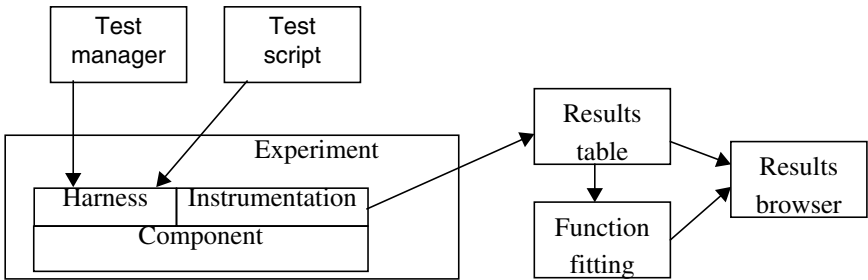 Test
manager
Test
script
Experiment
Harness
Instrumentation
Component
Results
table
Function
fitting
Results
browser